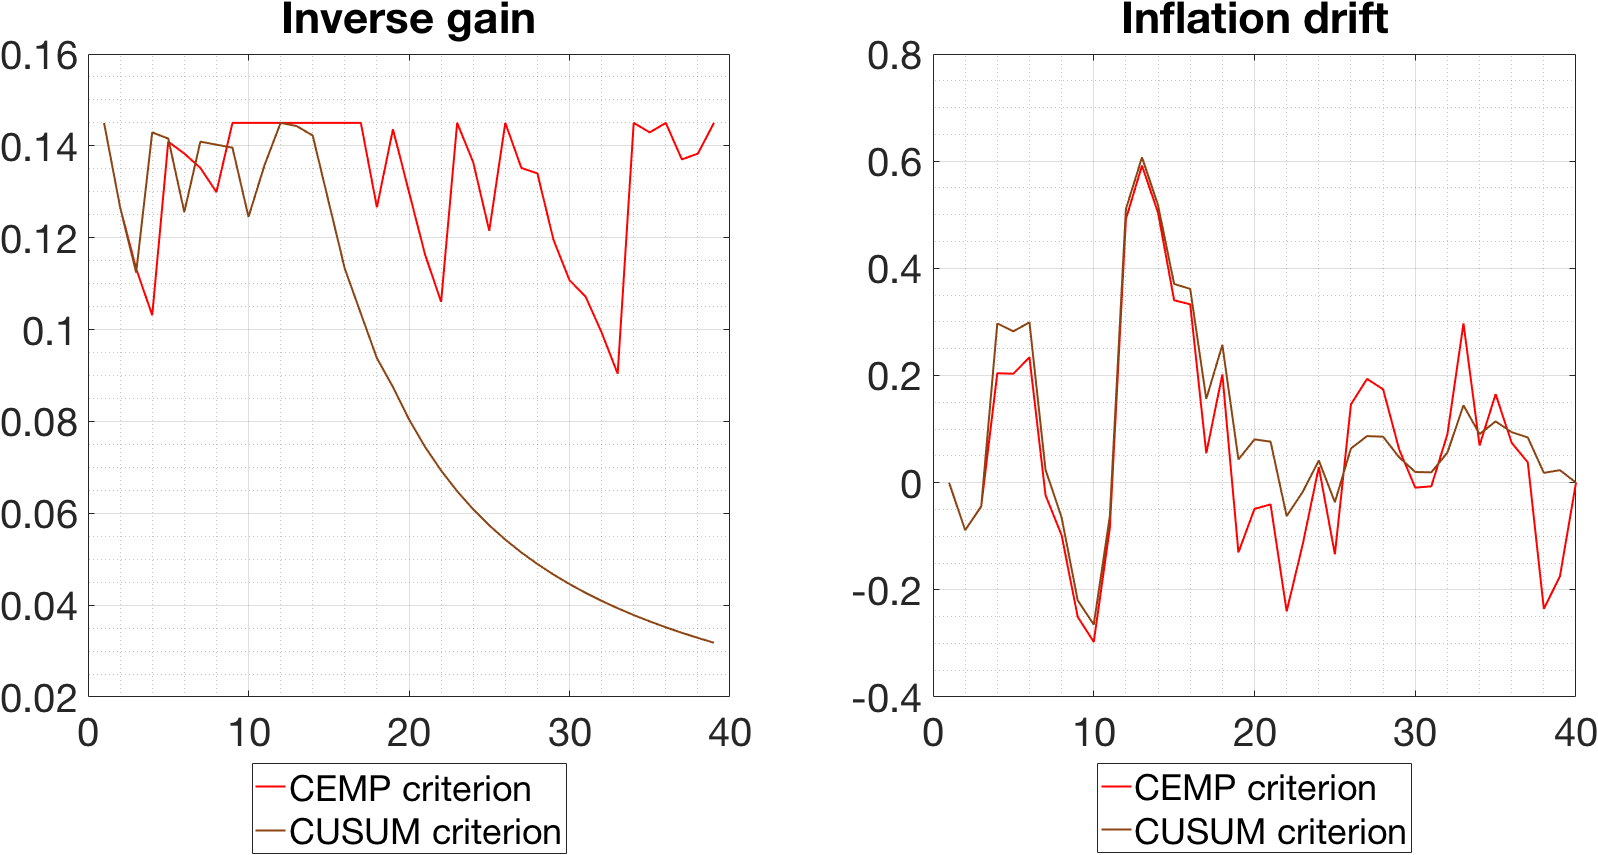 Inverse gain
0.16
0.14
0.12
0.1
0.08
0.06
0.04
0.02
0 10 20 30 40
CEMP criterion
CUSUM criterion
Inflation drift
0.8
0.6
0.4
0.2
0
-0.2
-0.4
0 10 20 30 40
CEMP criterion
CUSUM criterion